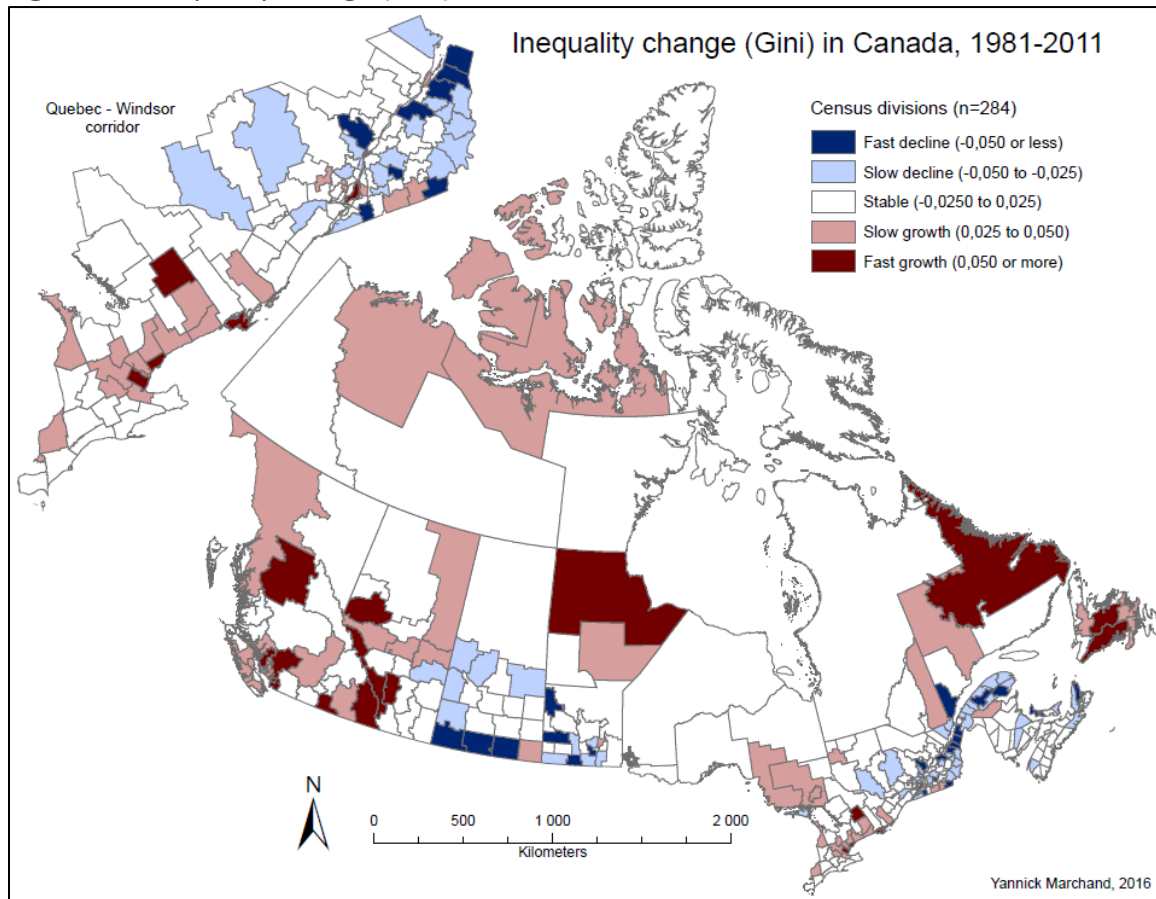 Inequality change (Gini) in Canada, 1981-2011
Quebec - Windsor
corridor
Census divisions (n=284)
Fast decline (-0,050 or less)
Slow decline (-0,050 to -0,025)
Stable (-0,0250 to 0,025)
Slow growth (0,025 to 0,050)
Fast growth (0,050 or more)
N
0 500 1 000 2 000
Kilometers
Yannick Marchand, 2016